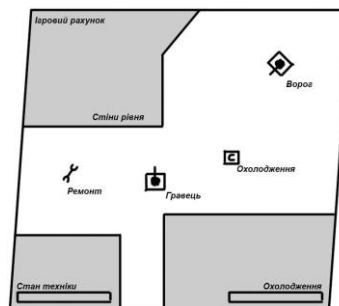 Ігровий рахунок
Ворог
Стіни рівня
Охолодження
C
Ремонт
Гравець
Стан техніки
Охолодження